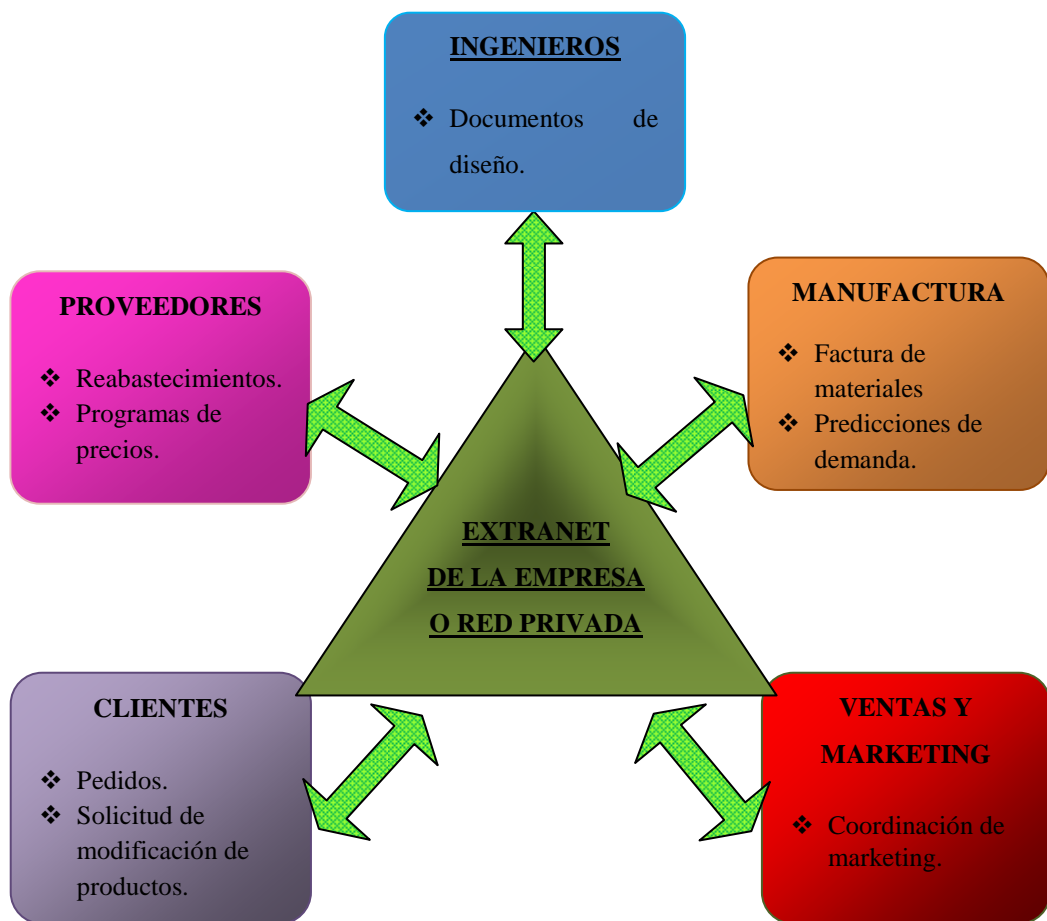 INGENIEROS
❖ Documentos de
diseño.
PROVEEDORES
❖ Reabastecimientos.
❖ Programas de
precios.
MANUFACTURA
❖ Factura de
materiales
❖ Predicciones de
demanda.
EXTRANET
DE LA EMPRESA
O RED PRIVADA
CLIENTES
❖ Pedidos.
❖ Solicitud de
modificación de
productos.
VENTAS Y
MARKETING
❖ Coordinación de
marketing.